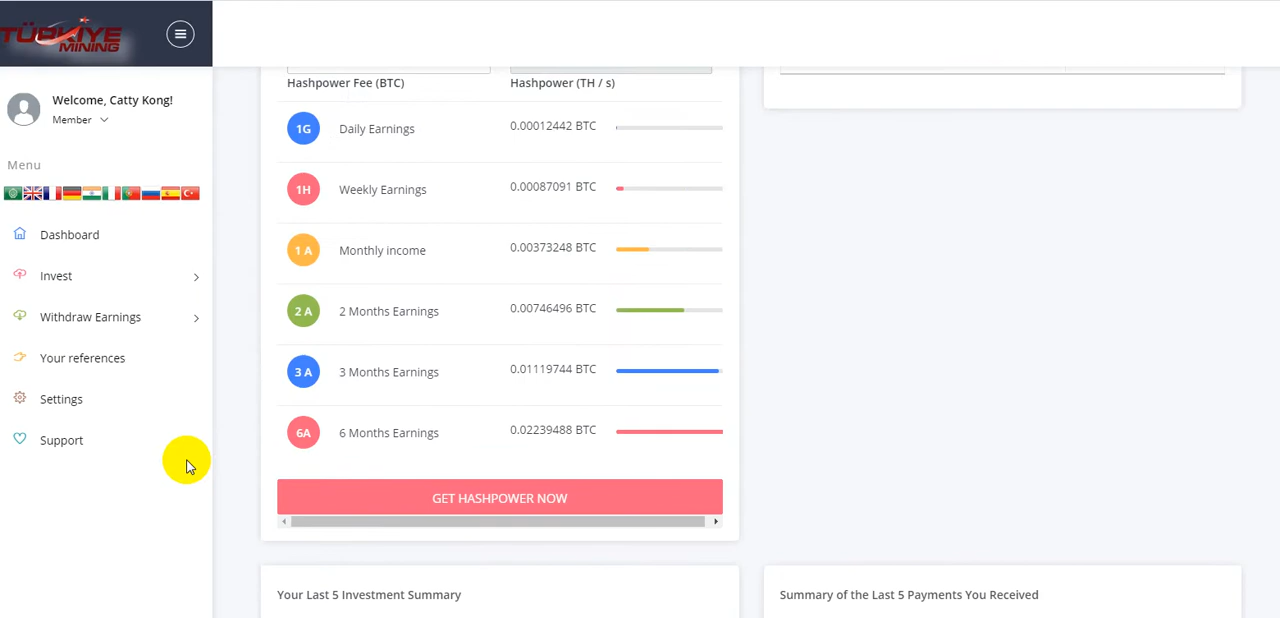 TÜRKİYE
MINING
Welcome, Catty Kong!
Member
Menu
Dashboard
Invest
Withdraw Earnings
Your references
Settings
Support
Hashpower Fee (BTC) Hashpower (TH / s)
1G Daily Earnings 0.00012442 BTC
1H Weekly Earnings 0.00087091 BTC
1 A Monthly income 0.00373248 BTC
2 A 2 Months Earnings 0.00746496 BTC
3 A 3 Months Earnings 0.01119744 BTC
6A 6 Months Earnings 0.02239488 BTC
GET HASHPOWER NOW
Your Last 5 Investment Summary
Summary of the Last 5 Payments You Received